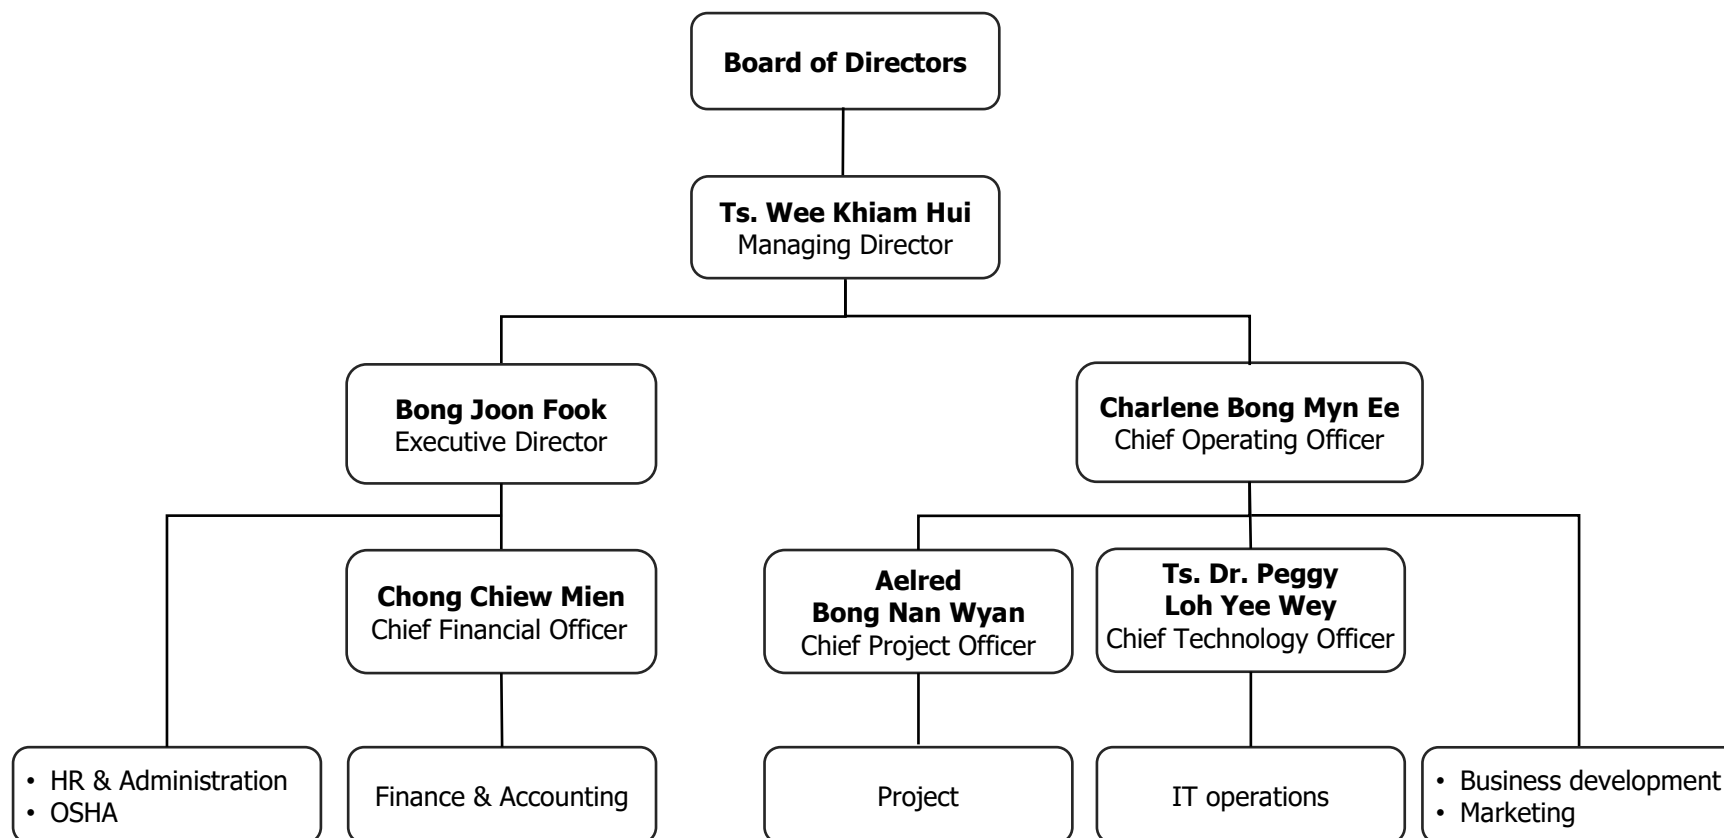 Board of Directors
Ts. Wee Khiam Hui
Managing Director
Bong Joon Fook
Executive Director
Charlene Bong Myn Ee
Chief Operating Officer
Chong Chiew Mien
Chief Financial Officer
Aelred
Bong Nan Wyan
Chief Project Officer
Ts. Dr. Peggy
Loh Yee Wey
Chief Technology Officer
• HR & Administration
• OSHA
Finance & Accounting
Project
IT operations
• Business development
• Marketing